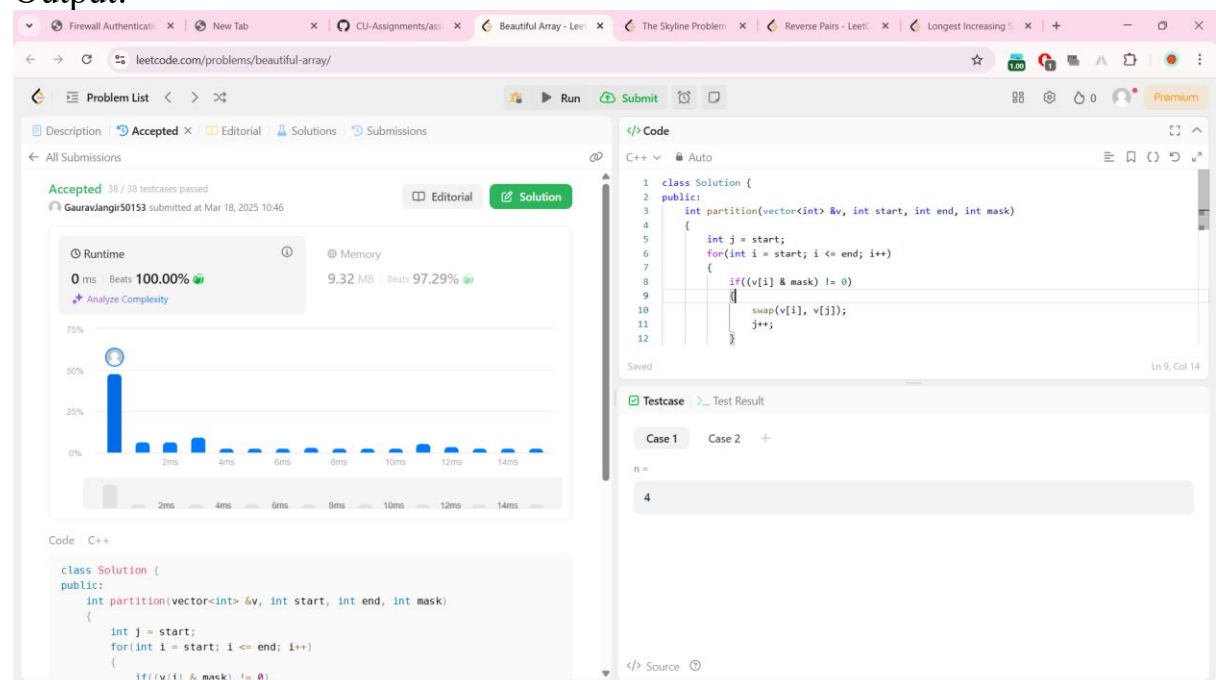 Output:
Firewall Authenticatic
New Tab
CU-Assignments/ass
Beautiful Array - Leet
The Skyline Problem
Reverse Pairs - LeetC
Longest Increasing S
leetcode.com/problems/beautiful-array/
1.00
1
Problem List
Run
Submit
0
Premium
Description
Accepted
Editorial
Solutions
Submissions
</> Code
All Submissions
C++
Auto
Accepted 38 / 38 testcases passed
GauravJangir50153 submitted at Mar 18, 2025 10:46
Editorial
Solution
Runtime
0 ms Beats 100.00%
Analyze Complexity
Memory
9.32 MB Beats 97.29%
75%
50%
25%
0%
2ms 4ms 6ms 8ms 10ms 12ms 14ms
2ms 4ms 6ms 8ms 10ms 12ms 14ms
Code C++
class Solution {
public:
int partition(vector<int> &v, int start, int end, int mask)
{
int j = start;
for(int i = start; i <= end; i++)
{
if((v[i] & mask) != 0)
1 class Solution {
2 public:
3 int partition(vector<int> &v, int start, int end, int mask)
4 {
5 int j = start;
6 for(int i = start; i <= end; i++)
7 {
8 if((v[i] & mask) != 0)
9 {
10 swap(v[i], v[j]);
11 j++;
12 }
Saved
Ln 9, Col 14
Testcase
Test Result
Case 1
Case 2
+
n =
4
</> Source